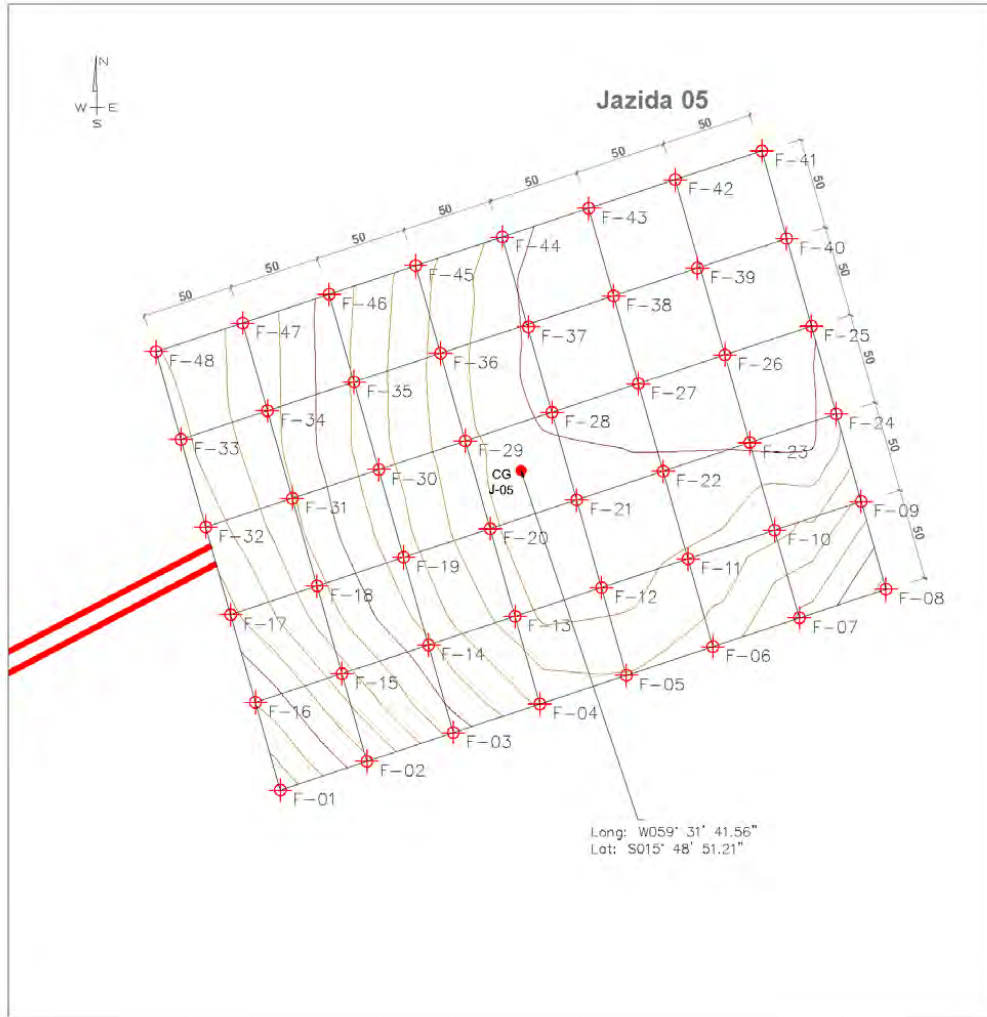 N
W E
S
Jazida 05
50
50
50
50
50
50
50
50
50
50
50
50
F-41
F-42
F-43
F-44
F-45
F-46
F-47
F-48
F-40
F-39
F-38
F-37
F-36
F-35
F-34
F-33
F-25
F-26
F-27
F-28
F-29
F-30
F-31
F-32
F-24
F-23
F-22
F-21
F-20
F-19
F-18
F-17
CG
J-05
F-09
F-10
F-11
F-12
F-13
F-14
F-15
F-16
F-08
F-07
F-06
F-05
F-04
F-03
F-02
F-01
Long: W059° 31' 41.56"
Lat: S015° 48' 51.21"